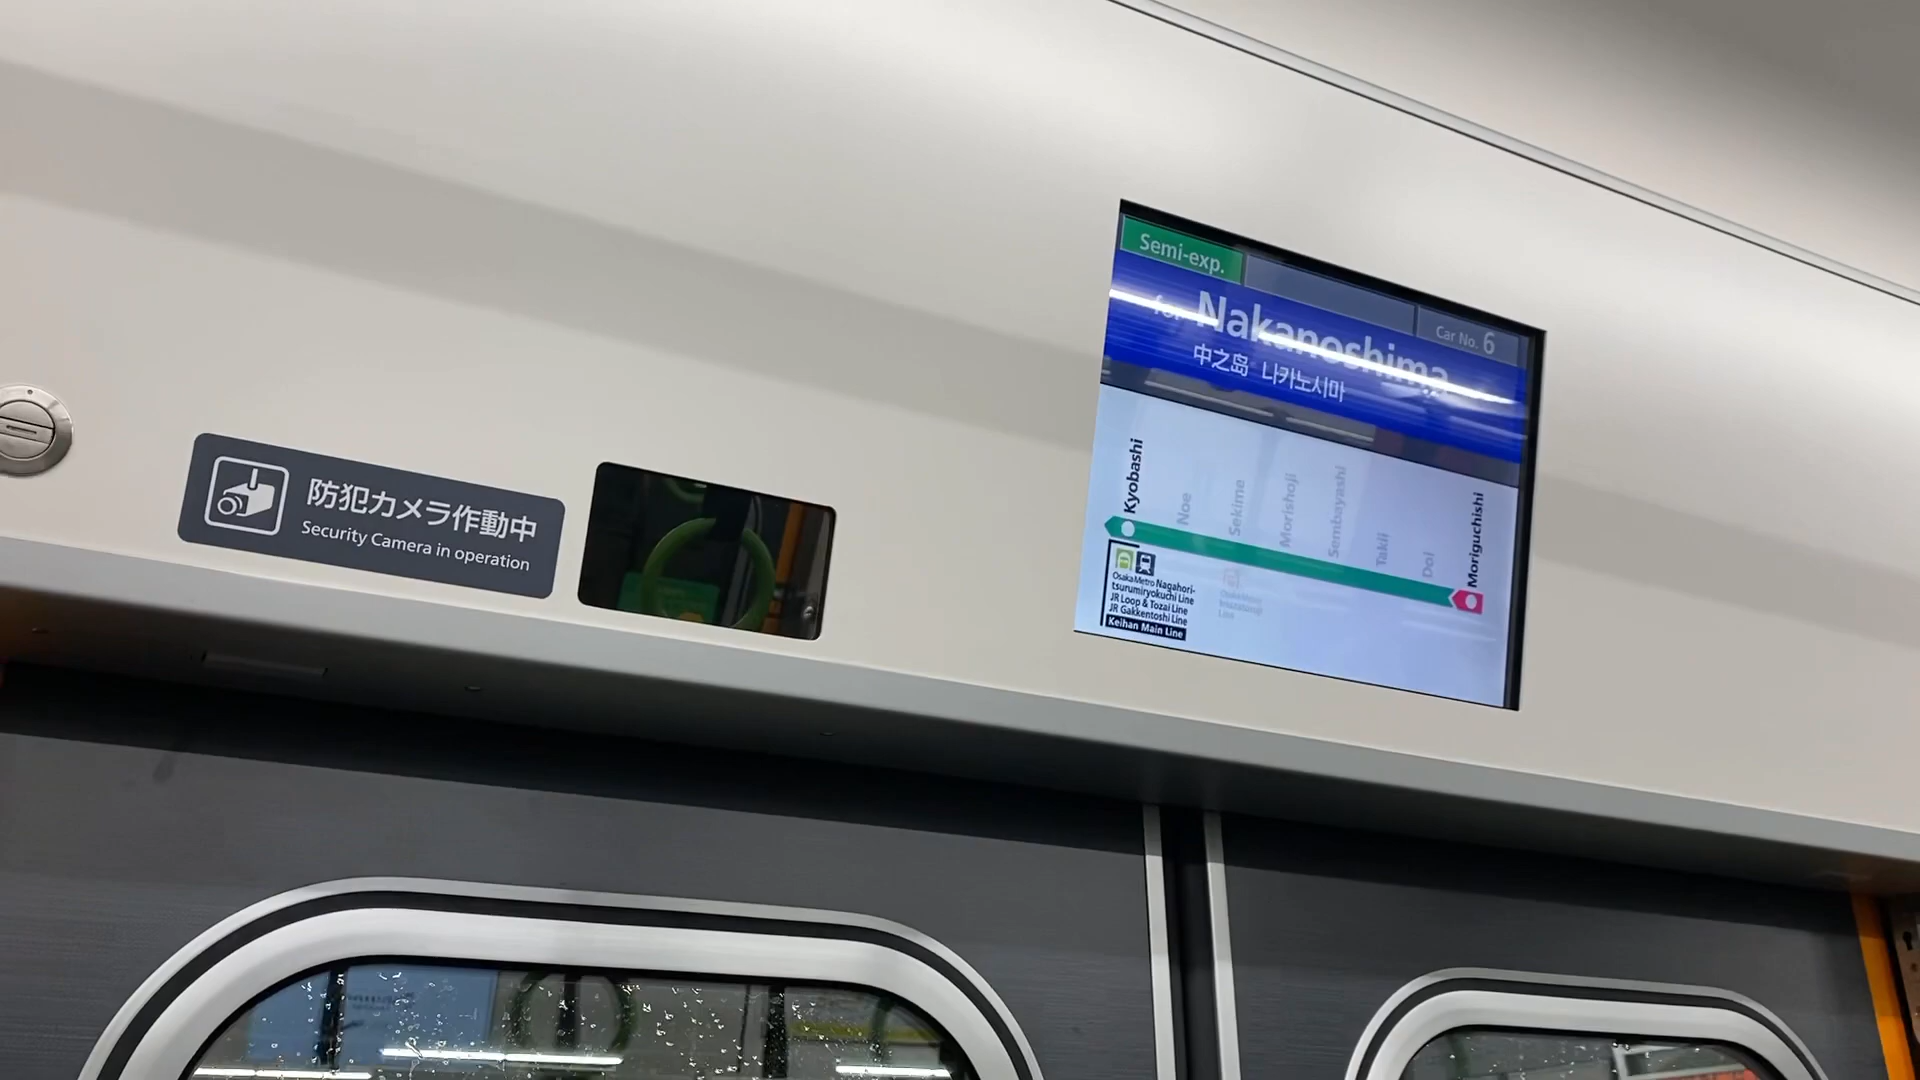 Semi-exp.
Car No. 6
for Nakanoshima
中之岛 나카노시마
Kyobashi
Noe
Sekime
Morishoji
Sembayashi
Takii
Doi
Moriguchishi
Osaka Metro Nagahori-
tsurumiryokuchi Line
JR Loop & Tozai Line
JR Gakkentoshi Line
Keihan Main Line
防犯カメラ作動中
Security Camera in operation